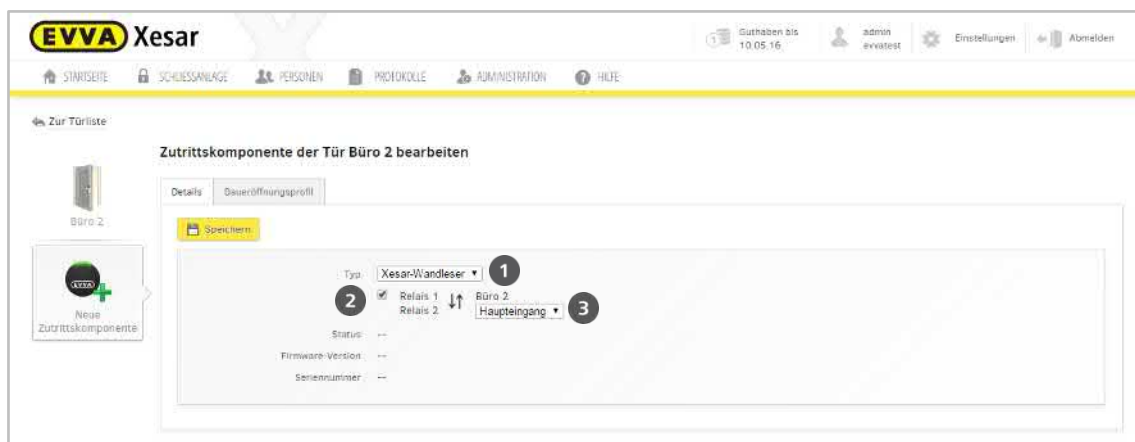 EVVA Xesar
Guthaben bis
10.05.16
admin
evvatest
Einstellungen
Abmelden
STARTSEITE SCHLIESSANLAGE PERSONEN PROTOKOLLE ADMINISTRATION HILFE
Zur Türliste
Zutrittskomponente der Tür Büro 2 bearbeiten
Büro 2
Details Daueröffnungsprofil
Speichern
EVVA
Neue
Zutrittskomponente
Typ Xesar-Wandleser 1
2 Relais 1 Büro 2
Relais 2 Haupteingang 3
Status --
Firmware-Version --
Seriennummer --